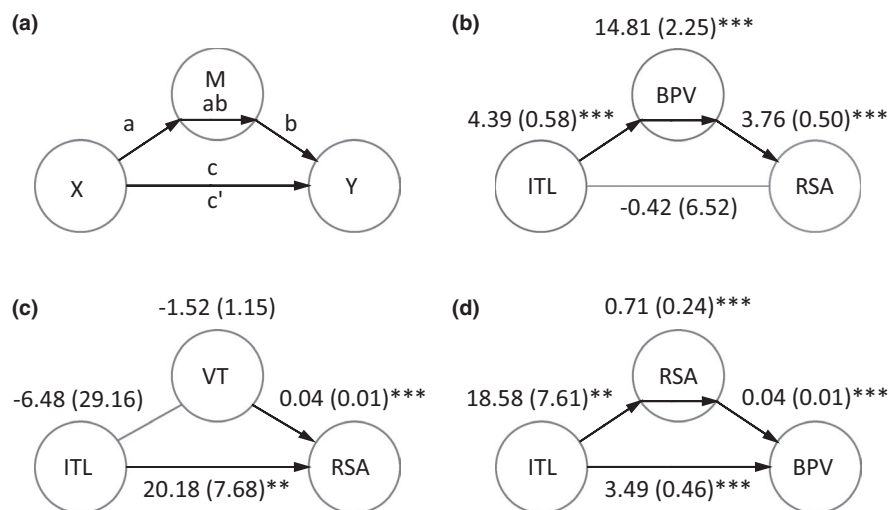 (a)
M
ab
a
b
X
c
c'
Y
(b)
14.81 (2.25)***
BPV
4.39 (0.58)***
3.76 (0.50)***
ITL
RSA
-0.42 (6.52)
(c)
-1.52 (1.15)
VT
-6.48 (29.16)
0.04 (0.01)***
ITL
RSA
20.18 (7.68)**
(d)
0.71 (0.24)***
RSA
18.58 (7.61)**
0.04 (0.01)***
ITL
BPV
3.49 (0.46)***